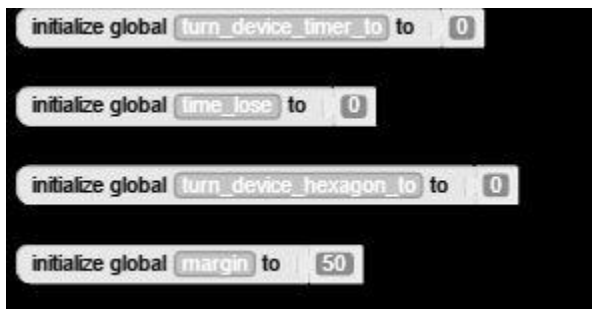 initialize global turn_device_timer_to to 0
initialize global time_lose to 0
initialize global turn_device_hexagon_to to 0
initialize global margin to 50